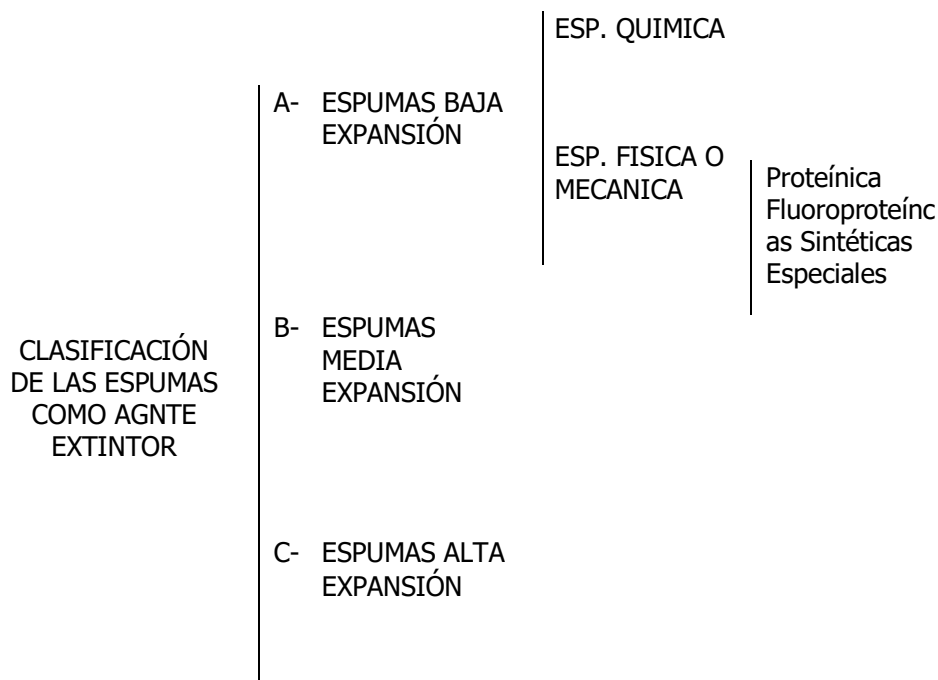 CLASIFICACIÓN
DE LAS ESPUMAS
COMO AGNTE
EXTINTOR
A- ESPUMAS BAJA
EXPANSIÓN
ESP. QUIMICA
ESP. FISICA O
MECANICA
Proteínica
Fluoroproteínc
as Sintéticas
Especiales
B- ESPUMAS
MEDIA
EXPANSIÓN
C- ESPUMAS ALTA
EXPANSIÓN